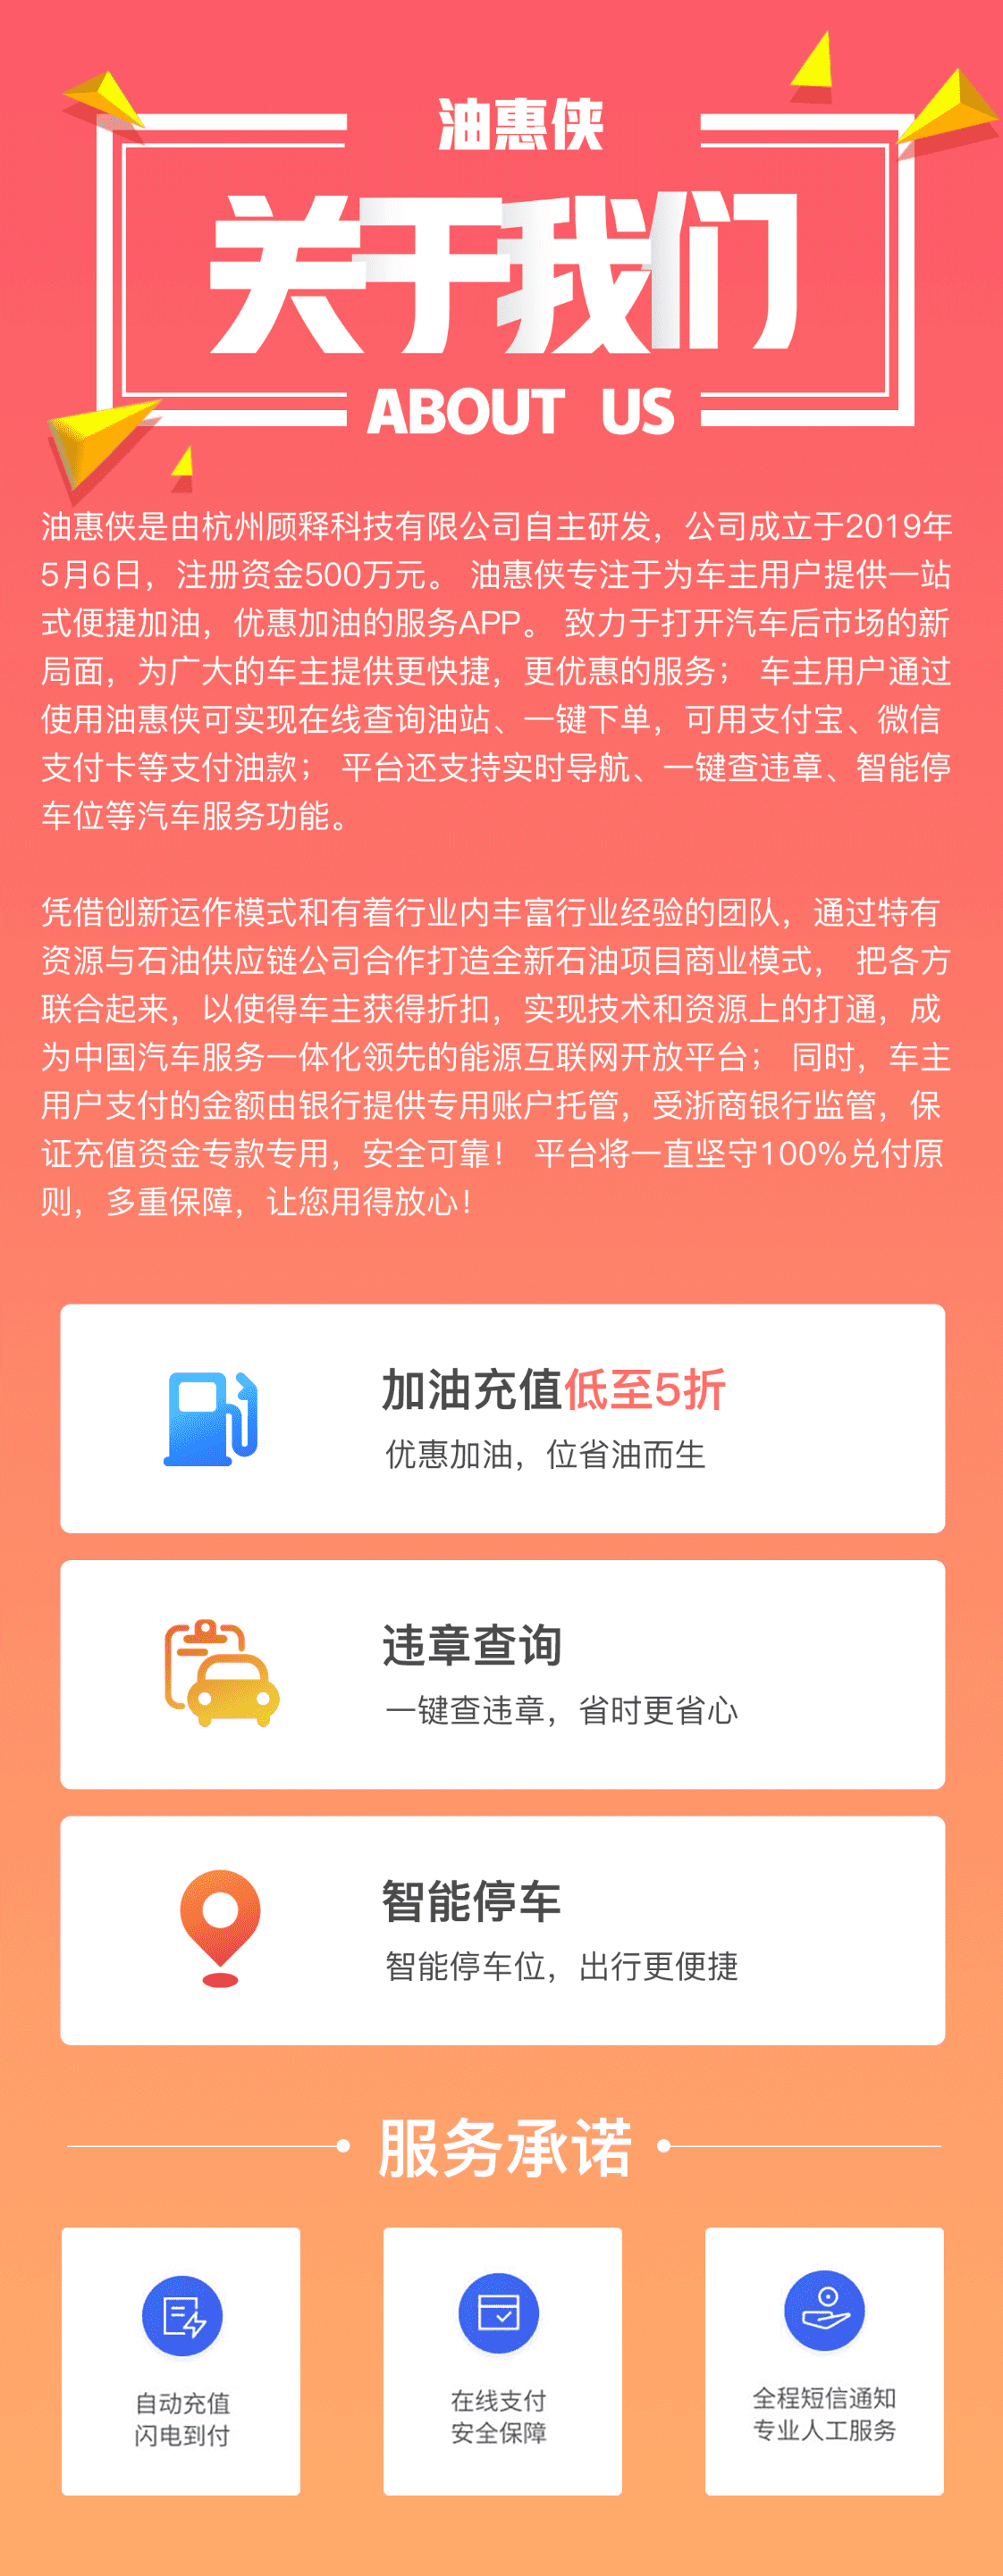 油惠侠
关于我们
ABOUT US
油惠侠是由杭州顾释科技有限公司自主研发，公司成立于2019年
5月6日，注册资金500万元。 油惠侠专注于为车主用户提供一站
式便捷加油，优惠加油的服务APP。 致力于打开汽车后市场的新
局面，为广大的车主提供更快捷，更优惠的服务； 车主用户通过
使用油惠侠可实现在线查询油站、一键下单，可用支付宝、微信
支付卡等支付油款； 平台还支持实时导航、一键查违章、智能停
车位等汽车服务功能。
凭借创新运作模式和有着行业内丰富行业经验的团队，通过特有
资源与石油供应链公司合作打造全新石油项目商业模式， 把各方
联合起来，以使得车主获得折扣，实现技术和资源上的打通，成
为中国汽车服务一体化领先的能源互联网开放平台； 同时，车主
用户支付的金额由银行提供专用账户托管，受浙商银行监管，保
证充值资金专款专用，安全可靠！ 平台将一直坚守100%兑付原
则，多重保障，让您用得放心！
加油充值低至5折
优惠加油，位省油而生
违章查询
一键查违章，省时更省心
智能停车
智能停车位，出行更便捷
服务承诺
自动充值
闪电到付
在线支付
安全保障
全程短信通知
专业人工服务